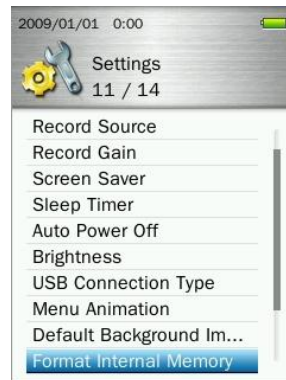 2009/01/01 0:00
Settings
11 / 14
Record Source
Record Gain
Screen Saver
Sleep Timer
Auto Power Off
Brightness
USB Connection Type
Menu Animation
Default Background Im...
Format Internal Memory